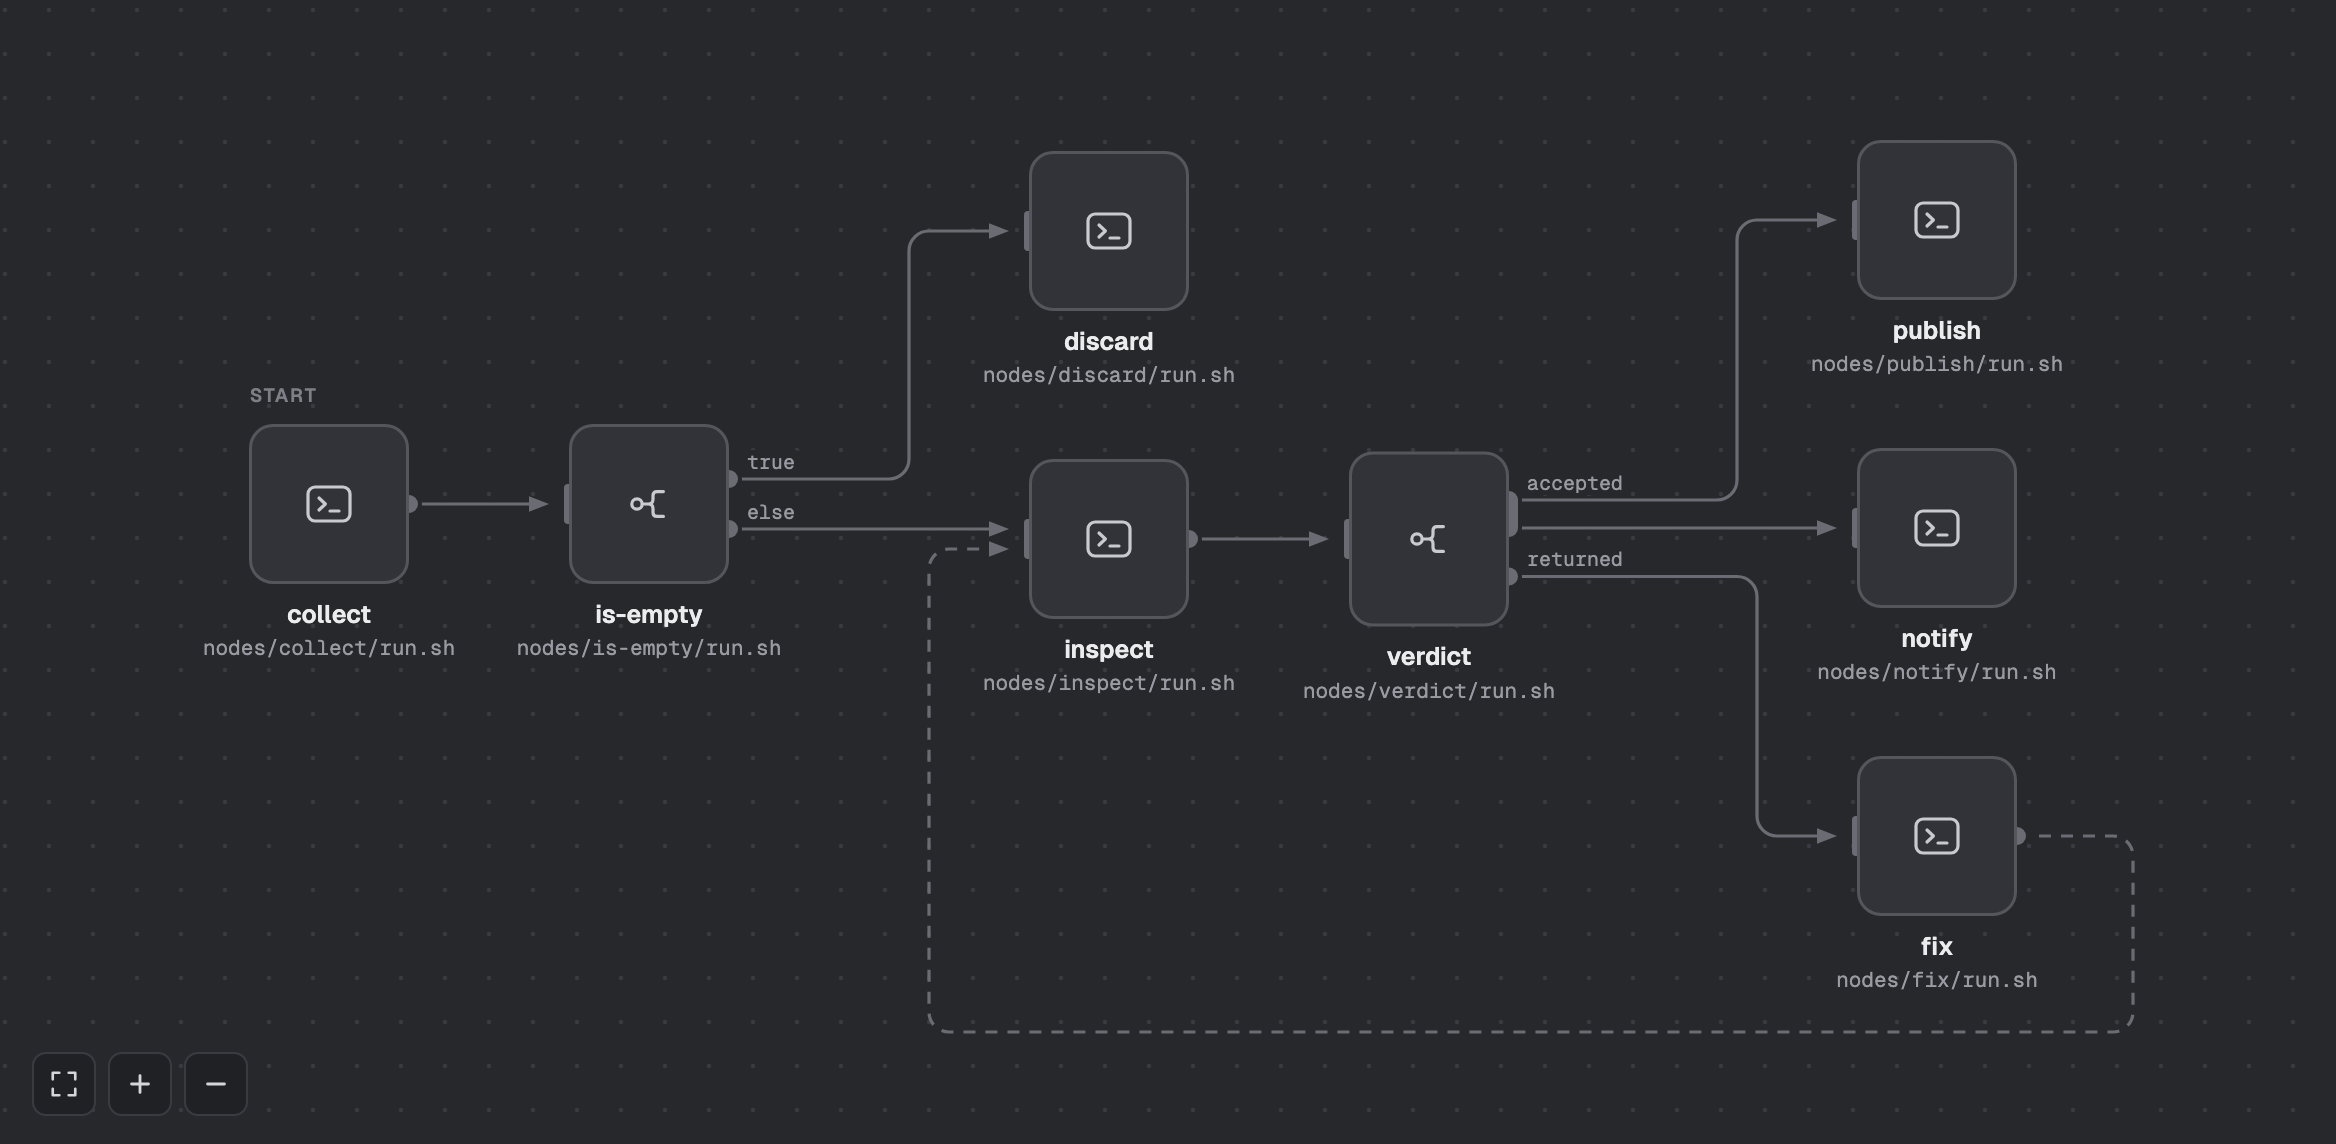 START
collect
nodes/collect/run.sh
is-empty
nodes/is-empty/run.sh
true
else
discard
nodes/discard/run.sh
inspect
nodes/inspect/run.sh
verdict
nodes/verdict/run.sh
accepted
returned
publish
nodes/publish/run.sh
notify
nodes/notify/run.sh
fix
nodes/fix/run.sh